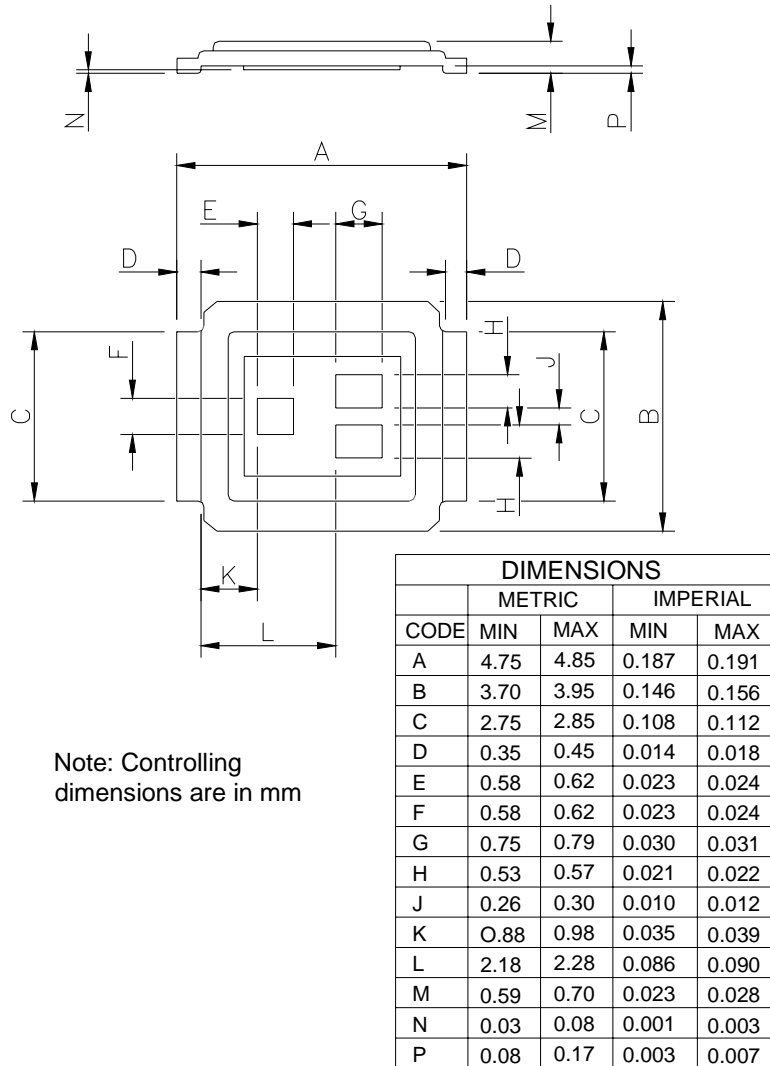 N
M
P
A
E
G
D
D
F
H
J
C
C
B
H
K
L
DIMENSIONS
METRIC IMPERIAL
CODE MIN MAX MIN MAX
A 4.75 4.85 0.187 0.191
B 3.70 3.95 0.146 0.156
C 2.75 2.85 0.108 0.112
D 0.35 0.45 0.014 0.018
E 0.58 0.62 0.023 0.024
F 0.58 0.62 0.023 0.024
G 0.75 0.79 0.030 0.031
H 0.53 0.57 0.021 0.022
J 0.26 0.30 0.010 0.012
K O.88 0.98 0.035 0.039
L 2.18 2.28 0.086 0.090
M 0.59 0.70 0.023 0.028
N 0.03 0.08 0.001 0.003
P 0.08 0.17 0.003 0.007
Note: Controlling
dimensions are in mm